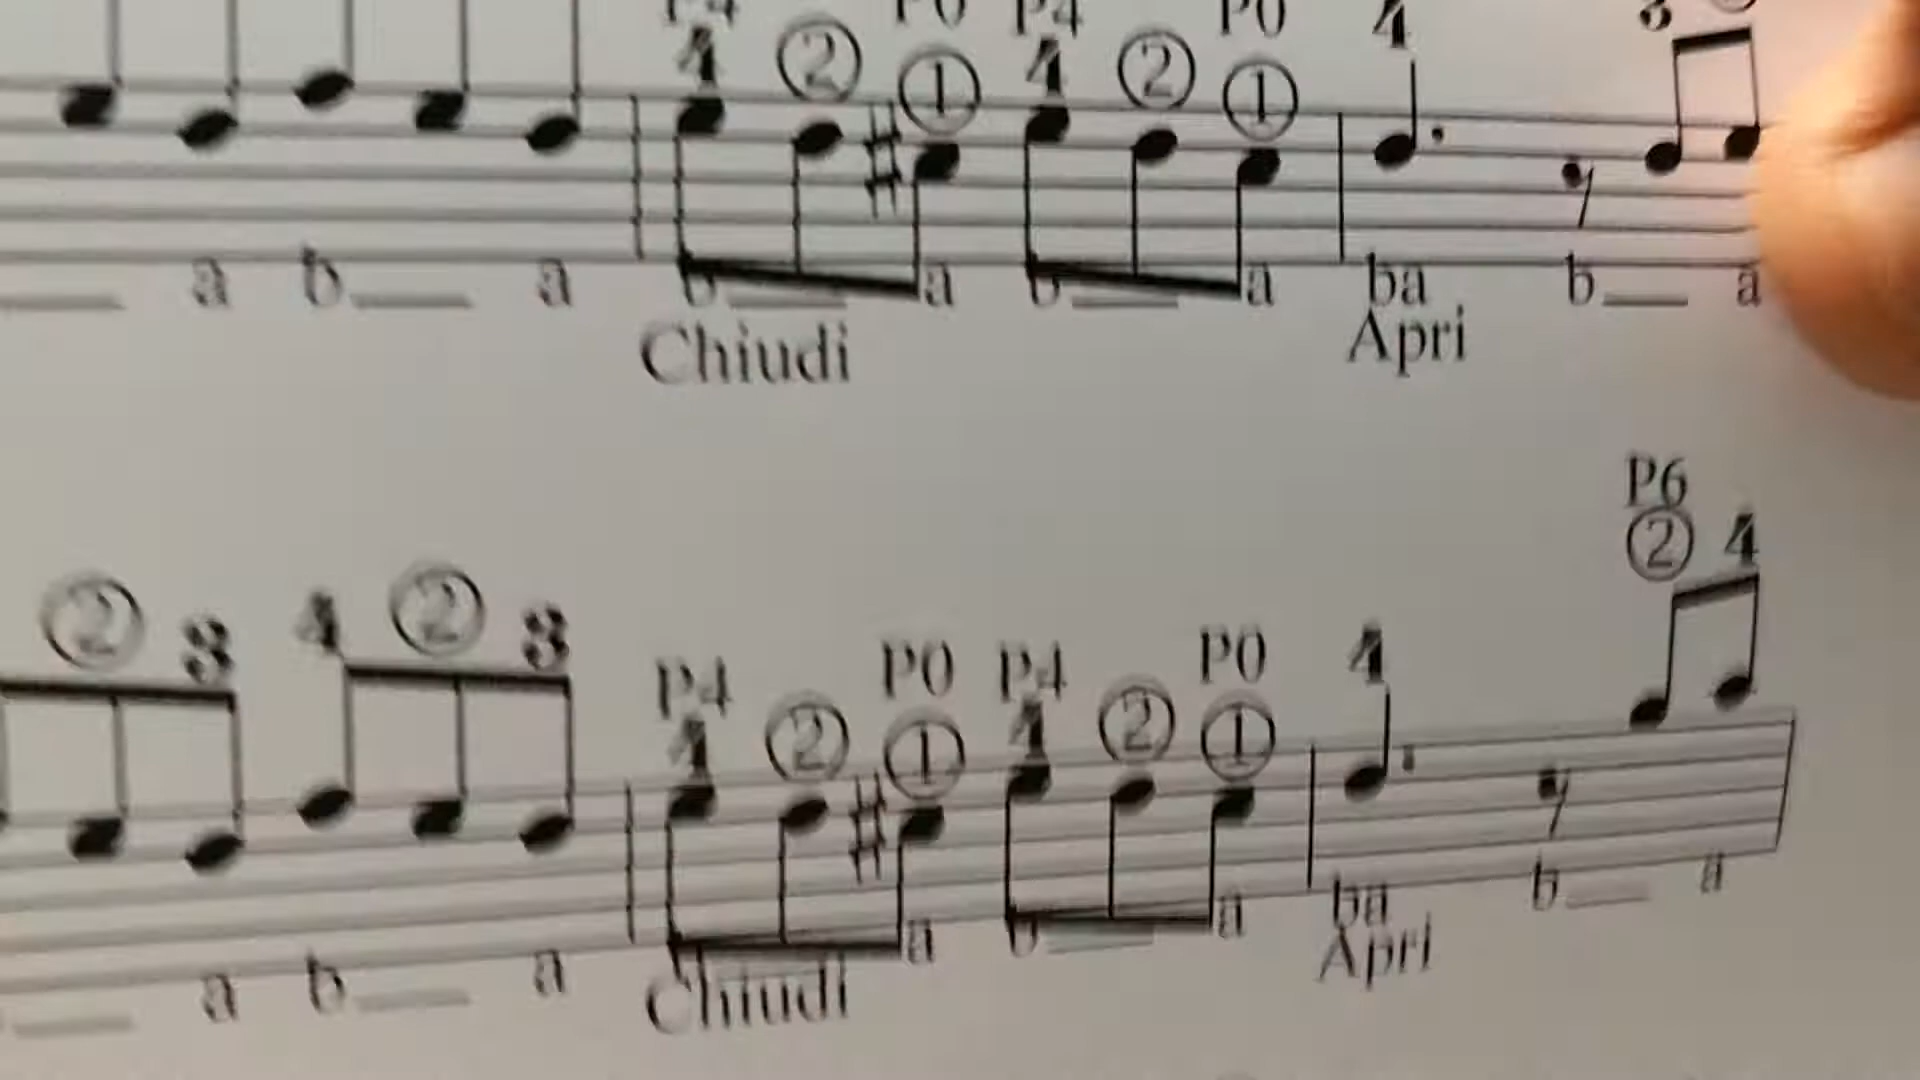 P4 P0 P4 P0
4 2 1 4 2 1 4 3
a b a b a b a ba b a
Chiudi Apri
P6
2 3 4 2 3 2 4
P4 P0 P4 P0
4 2 1 4 2 1 4
a b a a b a ba b a
Chiudi Apri